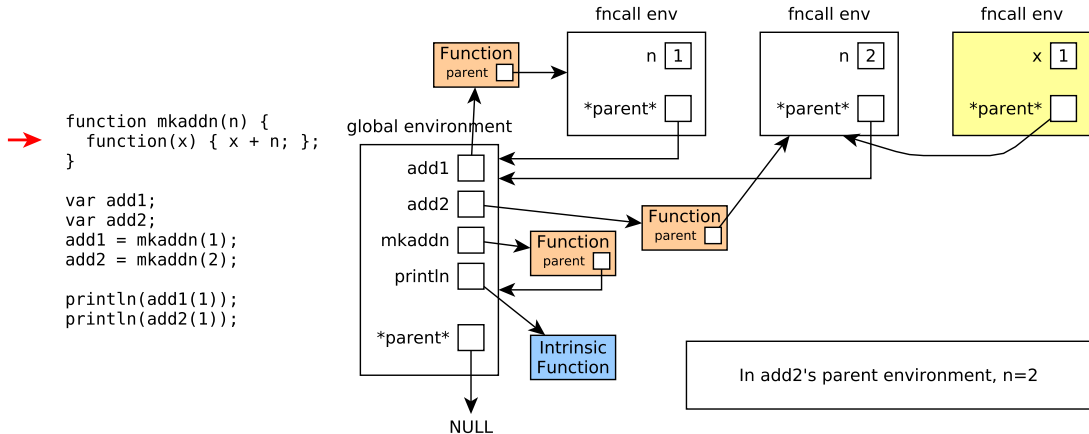 function mkaddn(n) {
  function(x) { x + n; };
}
var add1;
var add2;
add1 = mkaddn(1);
add2 = mkaddn(2);
println(add1(1));
println(add2(1));
global environment
add1
add2
mkaddn
println
*parent*
NULL
Function
parent
Function
parent
Function
parent
Intrinsic
Function
fncall env
n 1
*parent*
fncall env
n 2
*parent*
fncall env
x 1
*parent*
In add2's parent environment, n=2